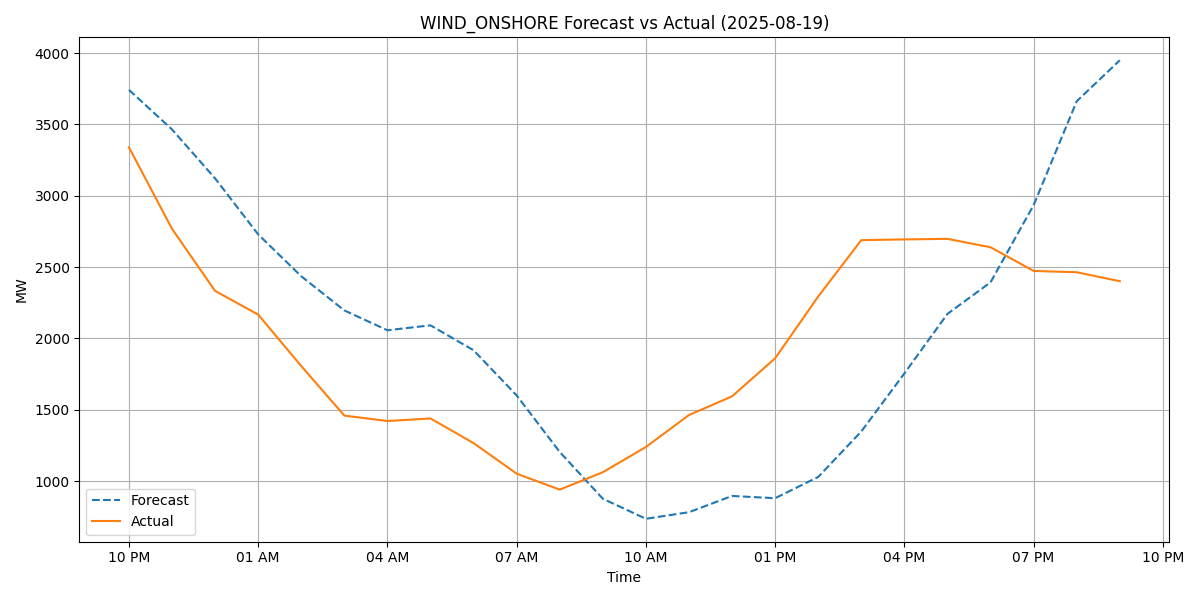 WIND_ONSHORE Forecast vs Actual (2025-08-19)
4000
3500
3000
2500
2000
1500
1000
MW
Forecast
Actual
10 PM 01 AM 04 AM 07 AM 10 AM 01 PM 04 PM 07 PM 10 PM
Time